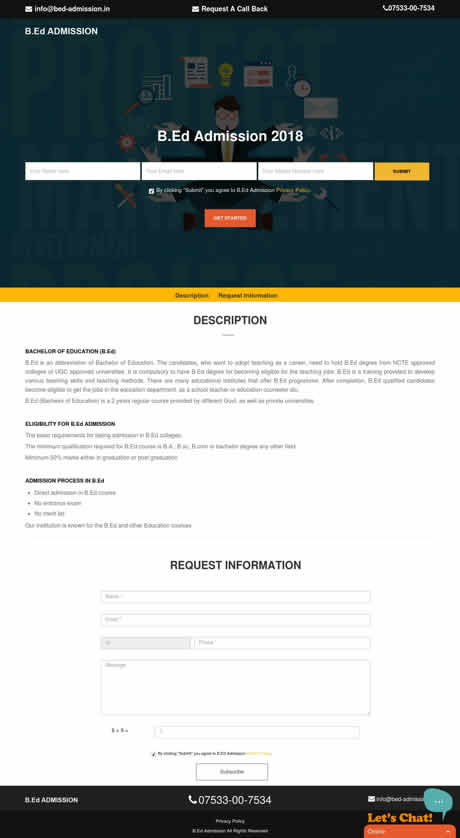 info@bed-admission.in
Request A Call Back
07533-00-7534
B.Ed ADMISSION
B.Ed Admission 2018
Your Name here
Your Email here
Your Mobile Number here
SUBMIT
By clicking "Submit" you agree to B.Ed Admission Privacy Policy.
GET STARTED
Description
Request Information
DESCRIPTION
BACHELOR OF EDUCATION (B.Ed)
B.Ed is an abbreviation of Bachelor of Education. The candidates, who want to adopt teaching as a career, need to hold B.Ed degree from NCTE approved
colleges or UGC approved universities. It is compulsory to have B.Ed degree for becoming eligible for the teaching jobs. B.Ed is a training provided to develop
various teaching skills and teaching methods. There are many educational institutes that offer B.Ed programme. After completion, B.Ed qualified candidates
become eligible to get the jobs in the education department, as a school teacher or education counselor etc.
B.Ed (Bachelor of Education) is a 2 years regular course provided by different Govt. as well as private universities.
ELIGIBILITY FOR B.Ed ADMISSION
The basic requirements for taking admission in B.Ed colleges.
The minimum qualification required for B.Ed course is B.A., B.sc, B.com or bachelor degree any other field.
Minimum 50% marks either in graduation or post graduation
ADMISSION PROCESS IN B.Ed
Direct admission in B.Ed course
No entrance exam
No merit list
Our Institution is known for the B.Ed and other Education courses
REQUEST INFORMATION
Name *
Email *
Phone *
Message
By clicking "Submit" you agree to B.Ed Admission
Subscribe
B.Ed ADMISSION
07533-00-7534
info@bed-admission
Let's Chat!
Privacy Policy
B.Ed Admission All Rights Reserved
Online